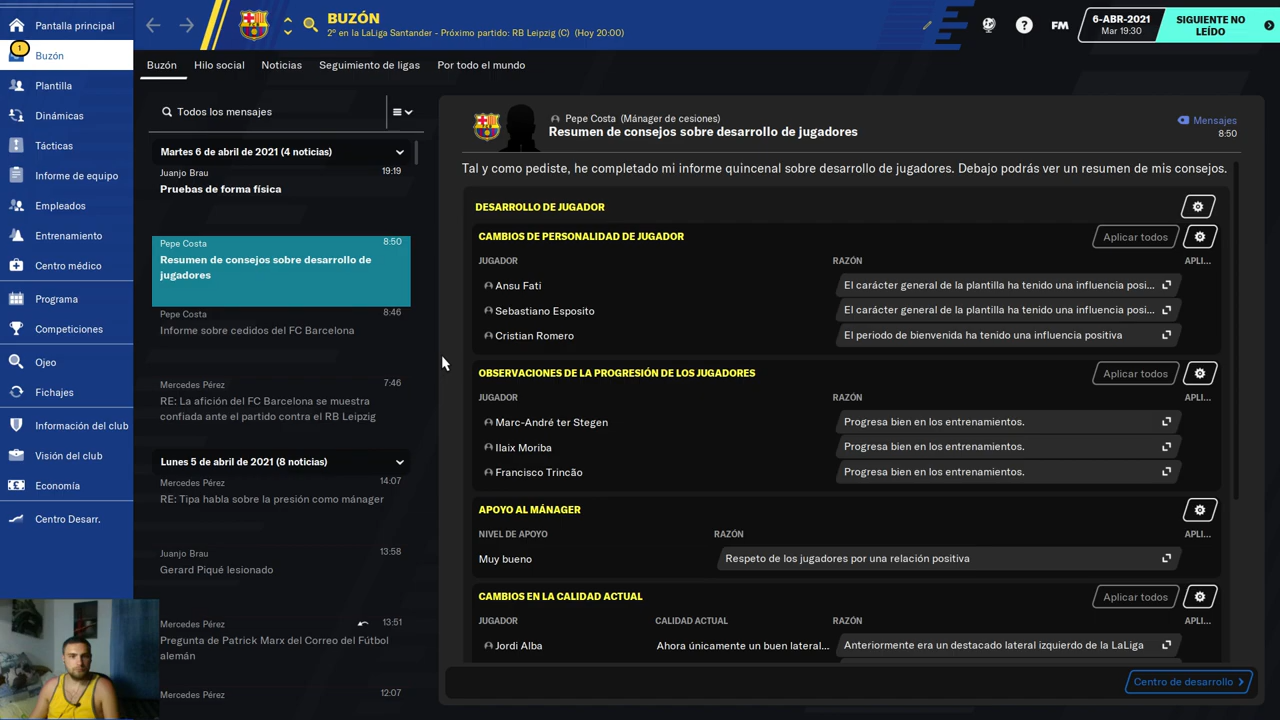 Pantalla principal
1
Buzón
Plantilla
Dinámicas
Tácticas
Informe de equipo
Empleados
Entrenamiento
Centro médico
Programa
Competiciones
Ojeo
Fichajes
Información del club
Visión del club
Economía
Centro Desarr.
BUZÓN
2º en la LaLiga Santander - Próximo partido: RB Leipzig (C) (Hoy 20:00)
FM
6-ABR-2021
Mar 19:30
SIGUIENTE NO LEÍDO
Buzón
Hilo social
Noticias
Seguimiento de ligas
Por todo el mundo
Todos los mensajes
Martes 6 de abril de 2021 (4 noticias)
Juanjo Brau 19:19
Pruebas de forma física
Pepe Costa 8:50
Resumen de consejos sobre desarrollo de
jugadores
Pepe Costa 8:46
Informe sobre cedidos del FC Barcelona
Mercedes Pérez 7:46
RE: La afición del FC Barcelona se muestra
confiada ante el partido contra el RB Leipzig
Lunes 5 de abril de 2021 (8 noticias)
Mercedes Pérez 14:07
RE: Tipa habla sobre la presión como mánager
Juanjo Brau 13:58
Gerard Piqué lesionado
Mercedes Pérez 13:51
Pregunta de Patrick Marx del Correo del Fútbol
alemán
Mercedes Pérez 12:07
Pepe Costa (Mánager de cesiones)
Resumen de consejos sobre desarrollo de jugadores
Mensajes
8:50
Tal y como pediste, he completado mi informe quincenal sobre desarrollo de jugadores. Debajo podrás ver un resumen de mis consejos.
DESARROLLO DE JUGADOR
CAMBIOS DE PERSONALIDAD DE JUGADOR Aplicar todos
JUGADOR RAZÓN APLI...
Ansu Fati El carácter general de la plantilla ha tenido una influencia posi...
Sebastiano Esposito El carácter general de la plantilla ha tenido una influencia posi...
Cristian Romero El periodo de bienvenida ha tenido una influencia positiva
OBSERVACIONES DE LA PROGRESIÓN DE LOS JUGADORES Aplicar todos
JUGADOR RAZÓN APLI...
Marc-André ter Stegen Progresa bien en los entrenamientos.
Ilaix Moriba Progresa bien en los entrenamientos.
Francisco Trincão Progresa bien en los entrenamientos.
APOYO AL MÁNAGER
NIVEL DE APOYO RAZÓN APLI...
Muy bueno Respeto de los jugadores por una relación positiva
CAMBIOS EN LA CALIDAD ACTUAL Aplicar todos
JUGADOR CALIDAD ACTUAL RAZÓN APLI...
Jordi Alba Ahora únicamente un buen lateral... Anteriormente era un destacado lateral izquierdo de la LaLiga
Centro de desarrollo